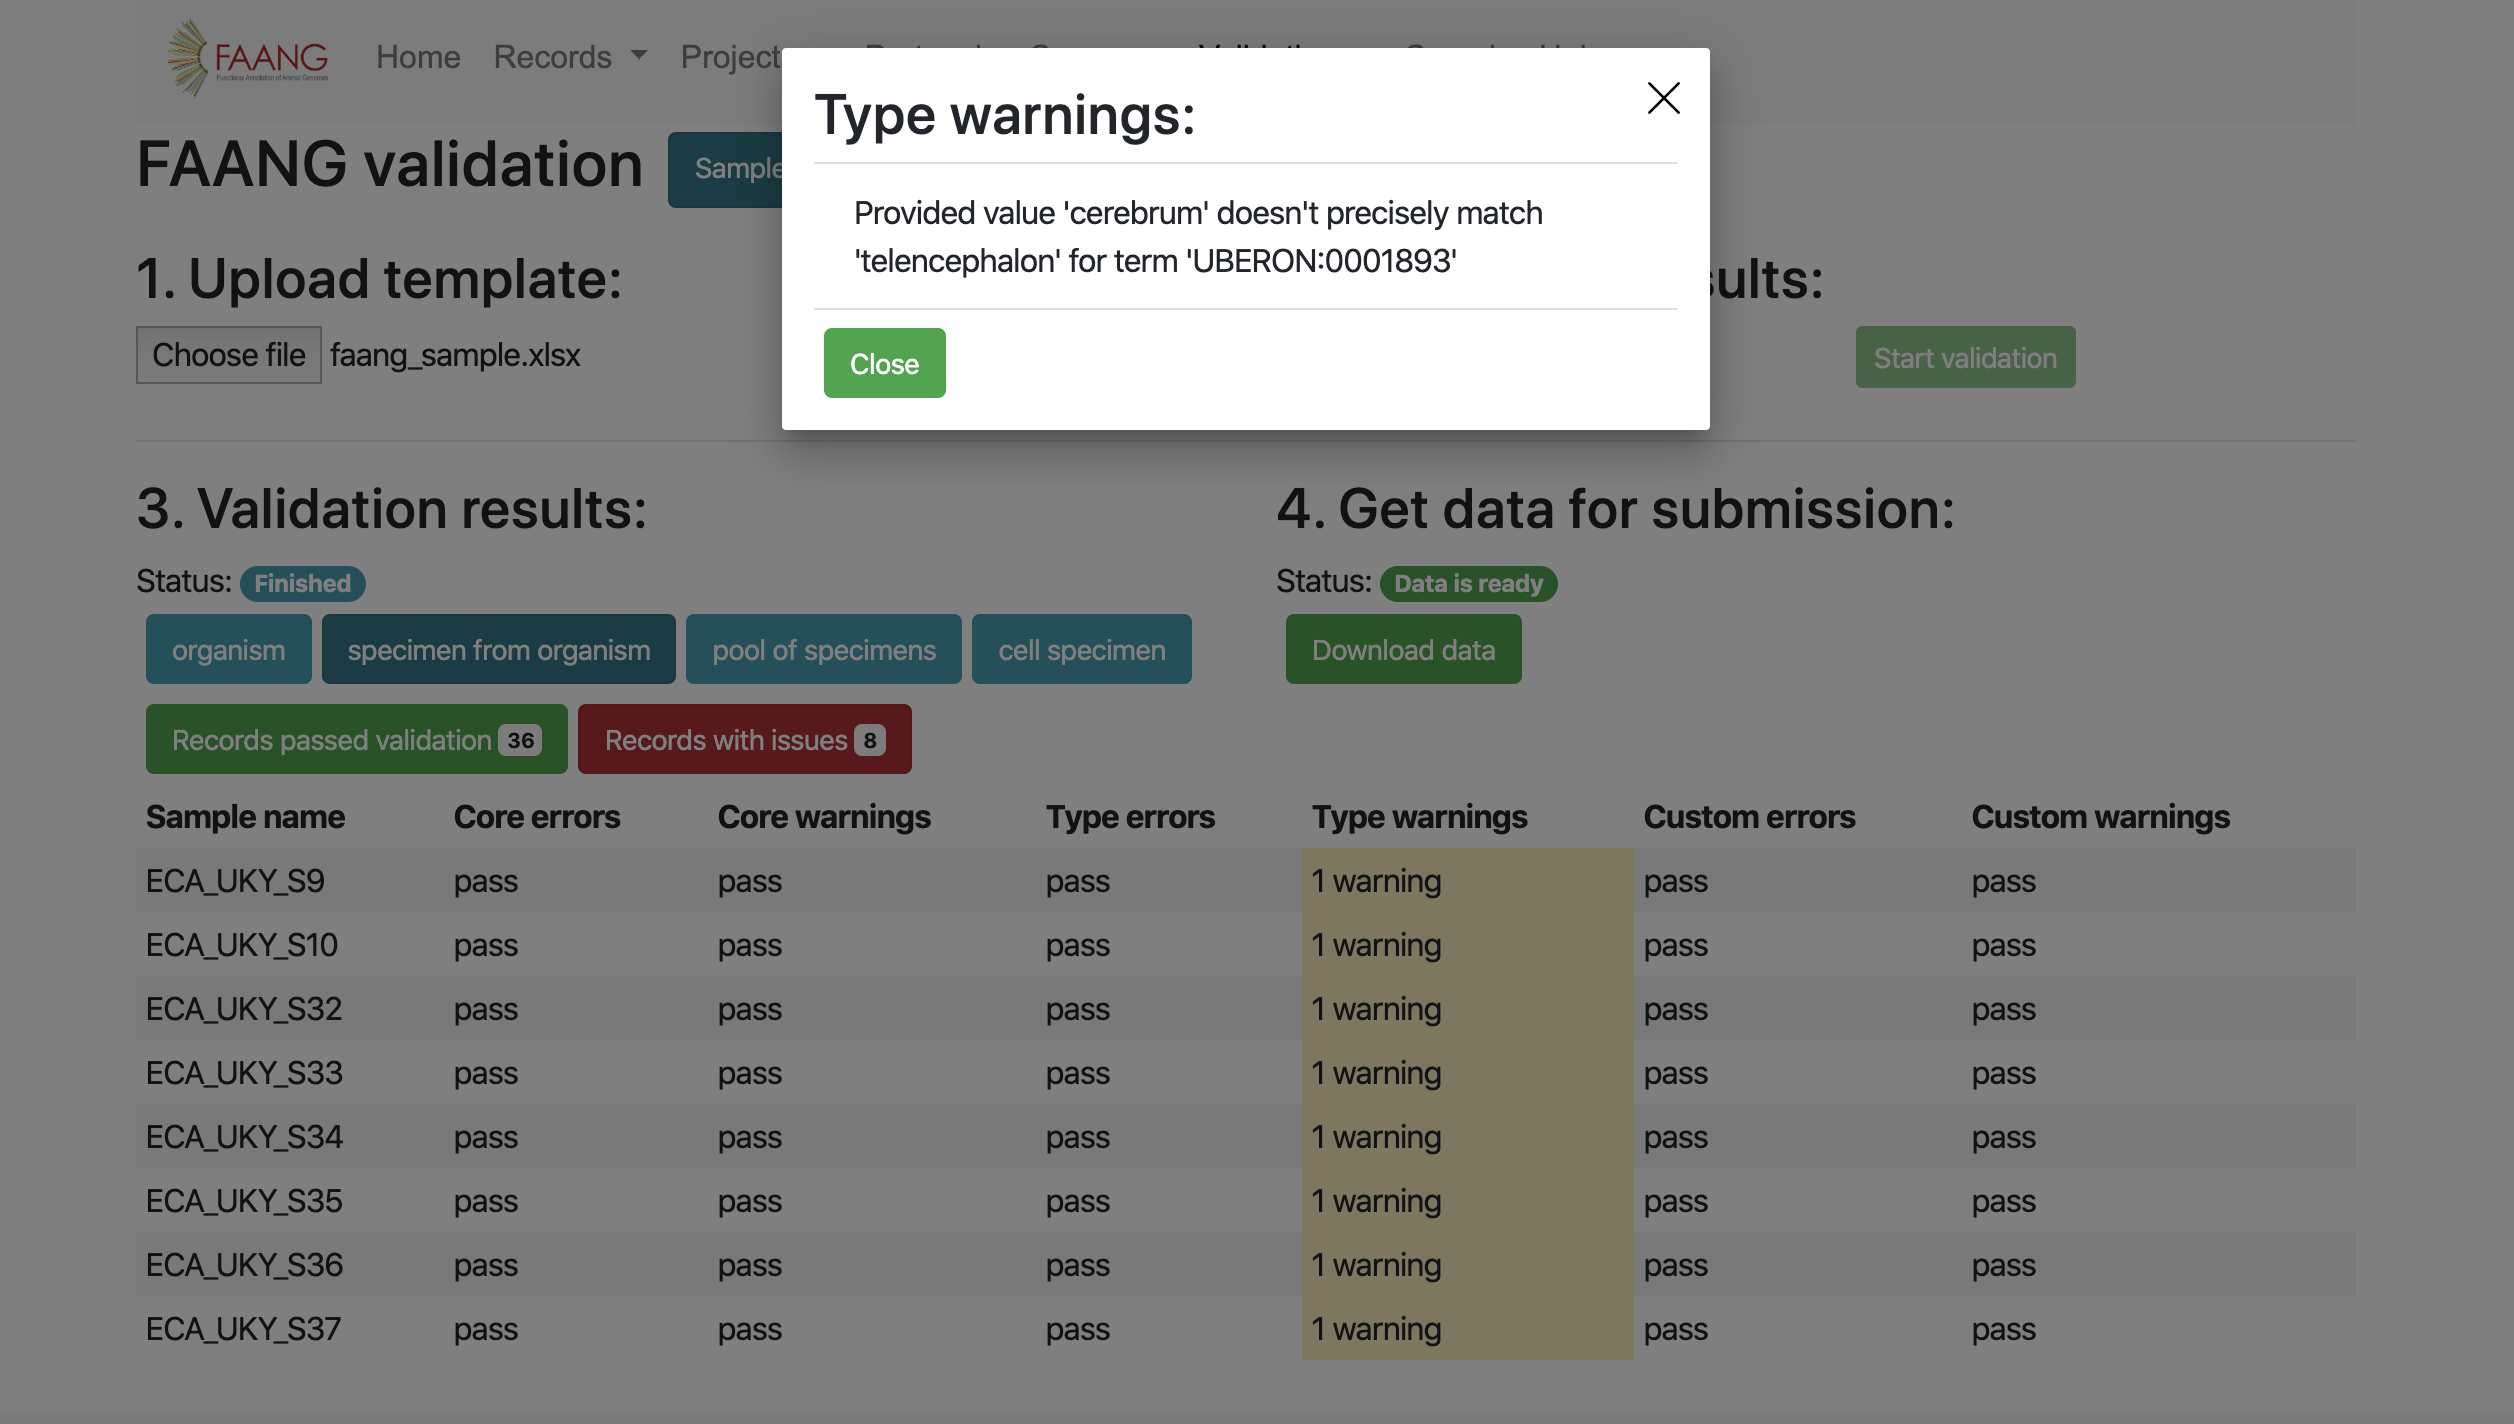 FAANG
Functional Annotation of Animal Genomes
Home
Records
Project
Type warnings:
Provided value 'cerebrum' doesn't precisely match
'telencephalon' for term 'UBERON:0001893'
Close
FAANG validation
Sample
1. Upload template:
sults:
Choose file faang_sample.xlsx
Start validation
3. Validation results:
Status: Finished
organism
specimen from organism
pool of specimens
cell specimen
Records passed validation 36
Records with issues 8
4. Get data for submission:
Status: Data is ready
Download data
Sample name Core errors Core warnings Type errors Type warnings Custom errors Custom warnings
ECA_UKY_S9 pass pass pass 1 warning pass pass
ECA_UKY_S10 pass pass pass 1 warning pass pass
ECA_UKY_S32 pass pass pass 1 warning pass pass
ECA_UKY_S33 pass pass pass 1 warning pass pass
ECA_UKY_S34 pass pass pass 1 warning pass pass
ECA_UKY_S35 pass pass pass 1 warning pass pass
ECA_UKY_S36 pass pass pass 1 warning pass pass
ECA_UKY_S37 pass pass pass 1 warning pass pass